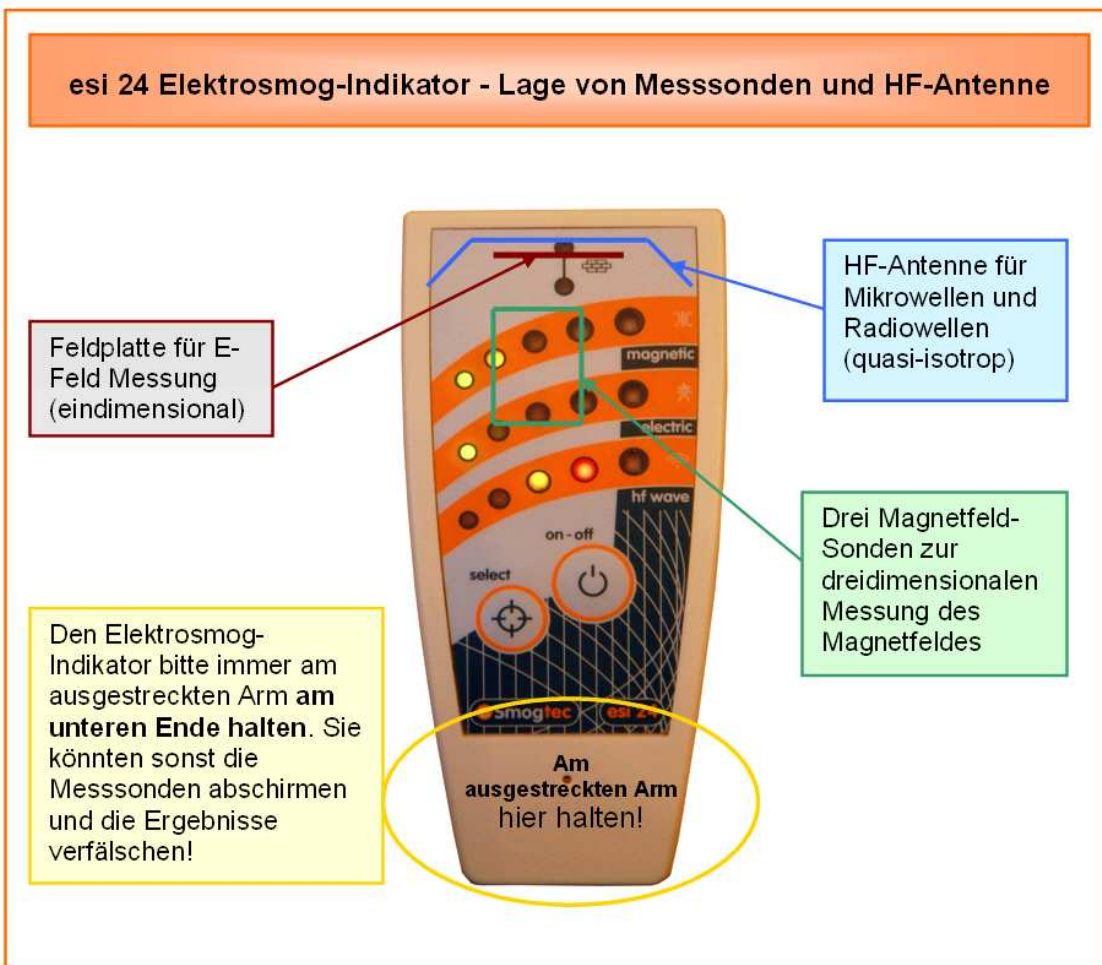 esi 24 Elektrosmog-Indikator - Lage von Messsonden und HF-Antenne
Feldplatte für E-
Feld Messung
(eindimensional)
HF-Antenne für
Mikrowellen und
Radiowellen
(quasi-isotrop)
magnetic
electric
hf wave
on-off
select
Drei Magnetfeld-
Sonden zur
dreidimensionalen
Messung des
Magnetfeldes
Den Elektrosmog-
Indikator bitte immer am
ausgestreckten Arm am
unteren Ende halten. Sie
könnten sonst die
Messsonden abschirmen
und die Ergebnisse
verfälschen!
Smogtec esi 24
Am
ausgestreckten Arm
hier halten!